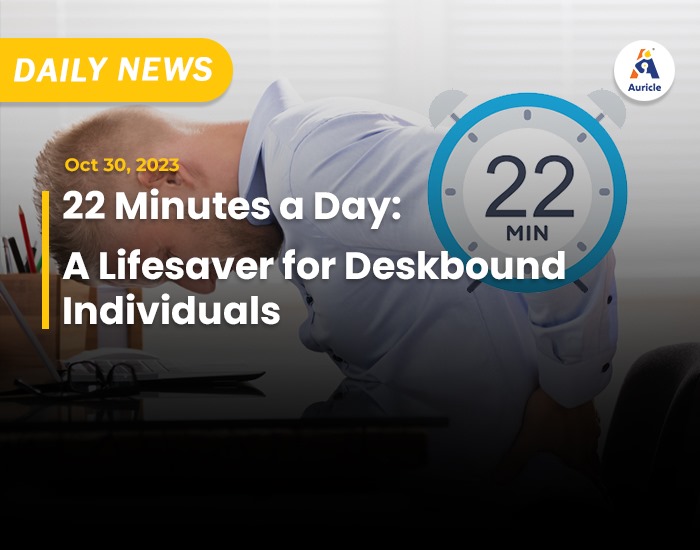 DAILY NEWS
Auricle
Oct 30, 2023
22 Minutes a Day:
A Lifesaver for Deskbound
Individuals
22
MIN